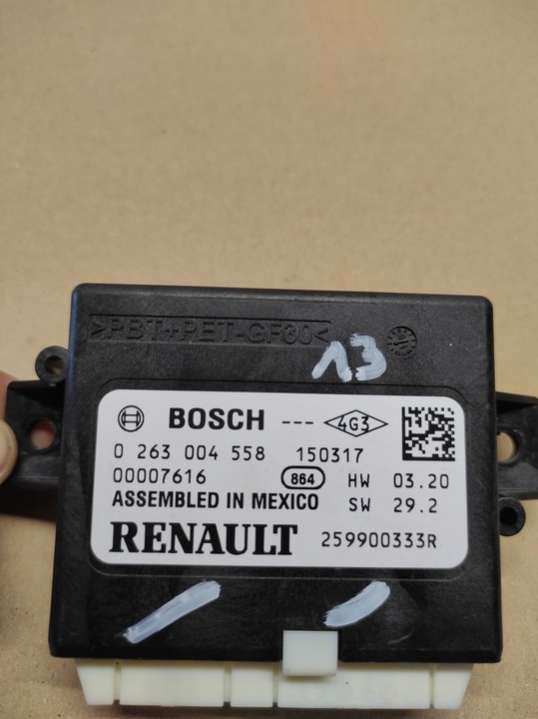 >PBT+PET-GF30<
13
BOSCH --- 4G3
0 263 004 558 150317
00007616 864 HW 03.20
ASSEMBLED IN MEXICO SW 29.2
RENAULT 259900333R